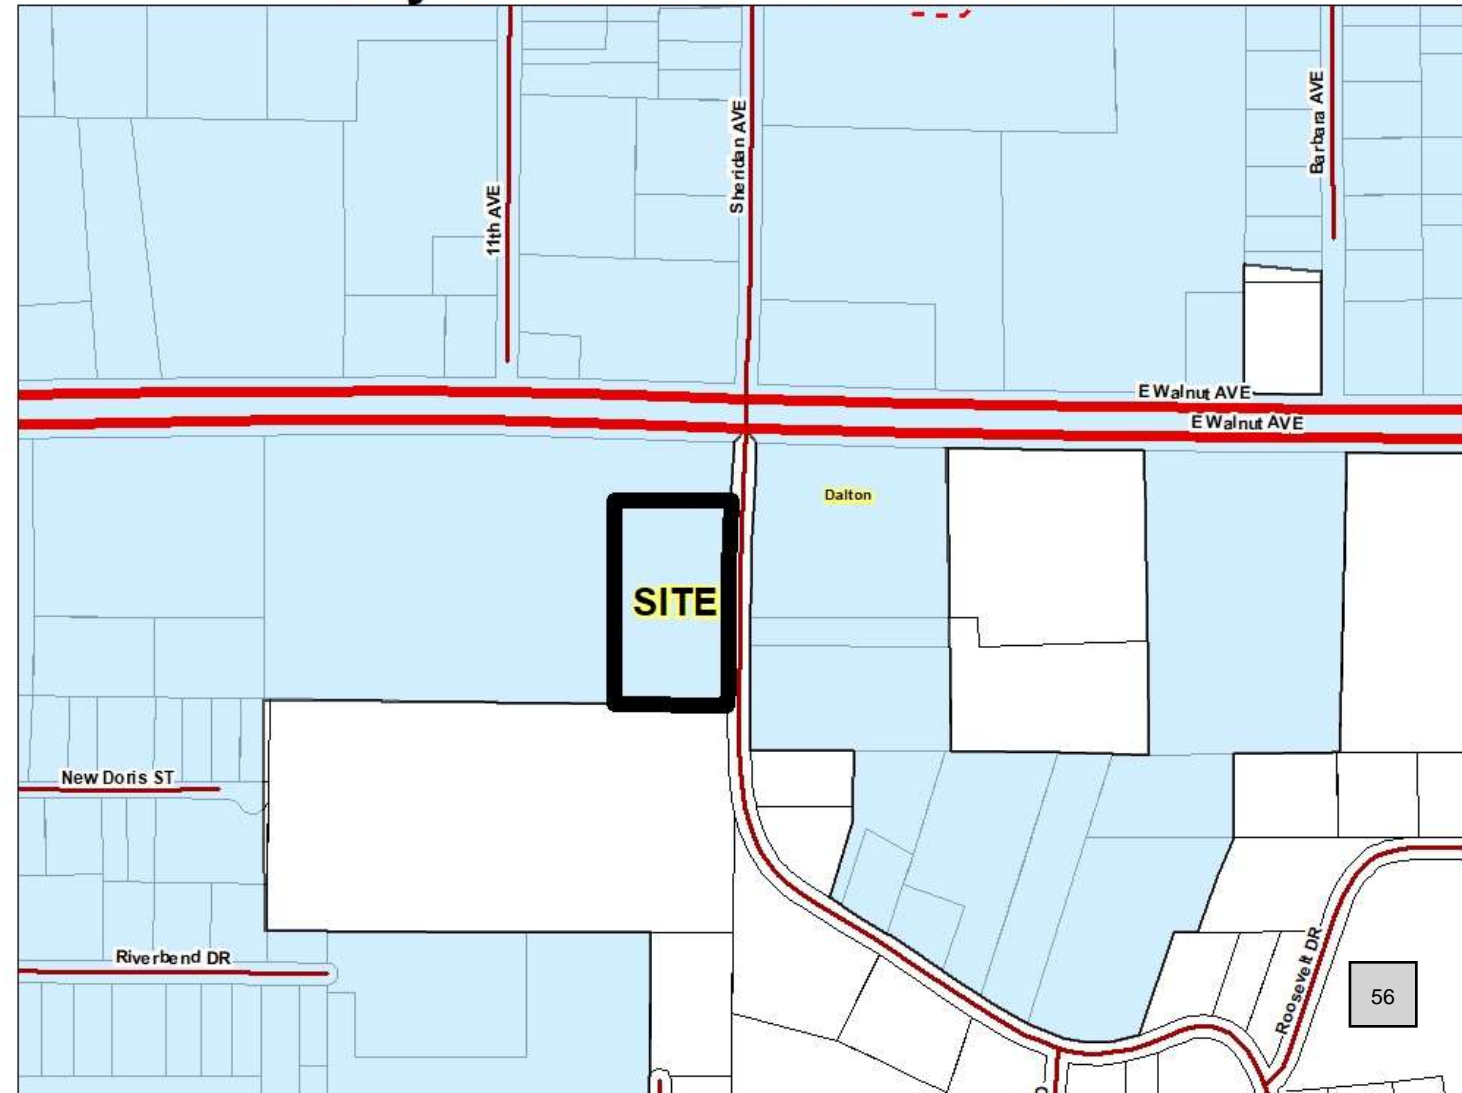 Sheridan AVE
Barbara AVE
11th AVE
E Walnut AVE
E Walnut AVE
Dalton
SITE
New Doris ST
Riverbend DR
Roosevelt DR
56